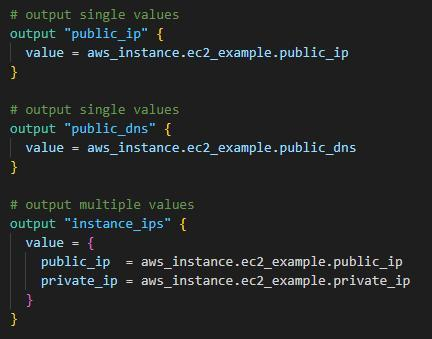 # output single values
output "public_ip" {
  value = aws_instance.ec2_example.public_ip
}

# output single values
output "public_dns" {
  value = aws_instance.ec2_example.public_dns
}

# output multiple values
output "instance_ips" {
  value = {
    public_ip  = aws_instance.ec2_example.public_ip
    private_ip = aws_instance.ec2_example.private_ip
  }
}